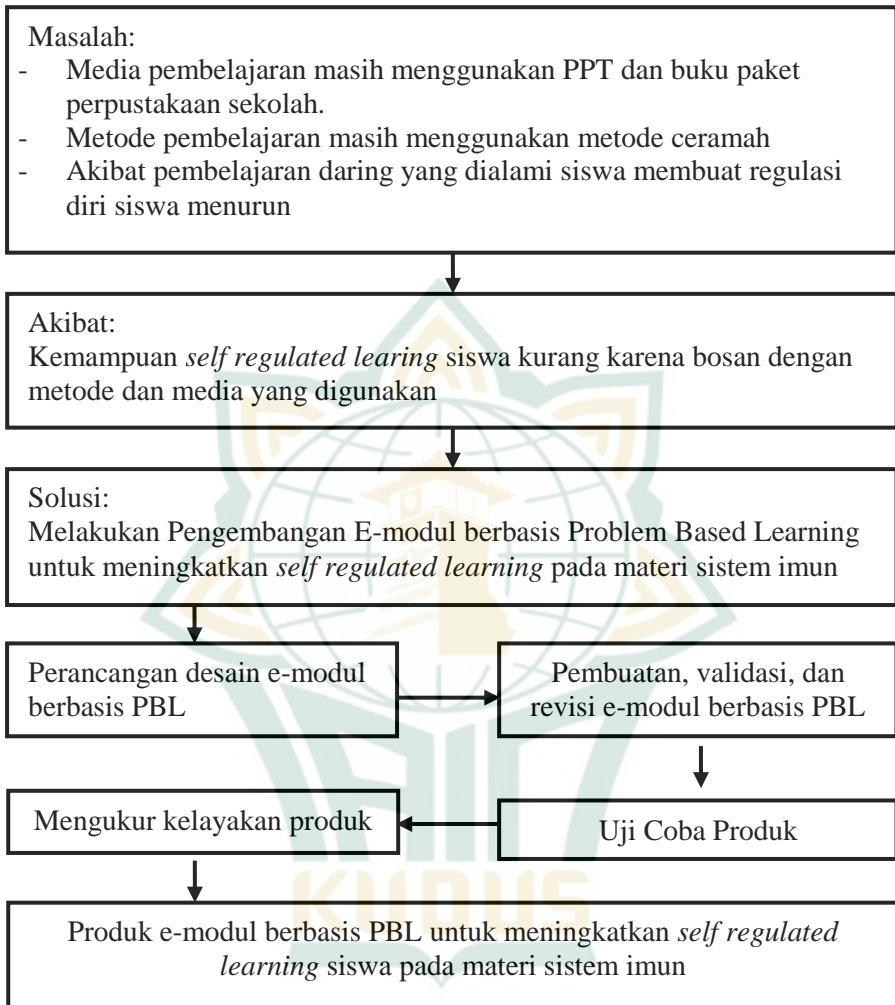 Masalah:
- Media pembelajaran masih menggunakan PPT dan buku paket
perpustakaan sekolah.
- Metode pembelajaran masih menggunakan metode ceramah
- Akibat pembelajaran daring yang dialami siswa membuat regulasi
diri siswa menurun
Akibat:
Kemampuan self regulated learing siswa kurang karena bosan dengan
metode dan media yang digunakan
Solusi:
Melakukan Pengembangan E-modul berbasis Problem Based Learning
untuk meningkatkan self regulated learning pada materi sistem imun
Perancangan desain e-modul
berbasis PBL
Pembuatan, validasi, dan
revisi e-modul berbasis PBL
Uji Coba Produk
Mengukur kelayakan produk
Produk e-modul berbasis PBL untuk meningkatkan self regulated
learning siswa pada materi sistem imun
KUDUS